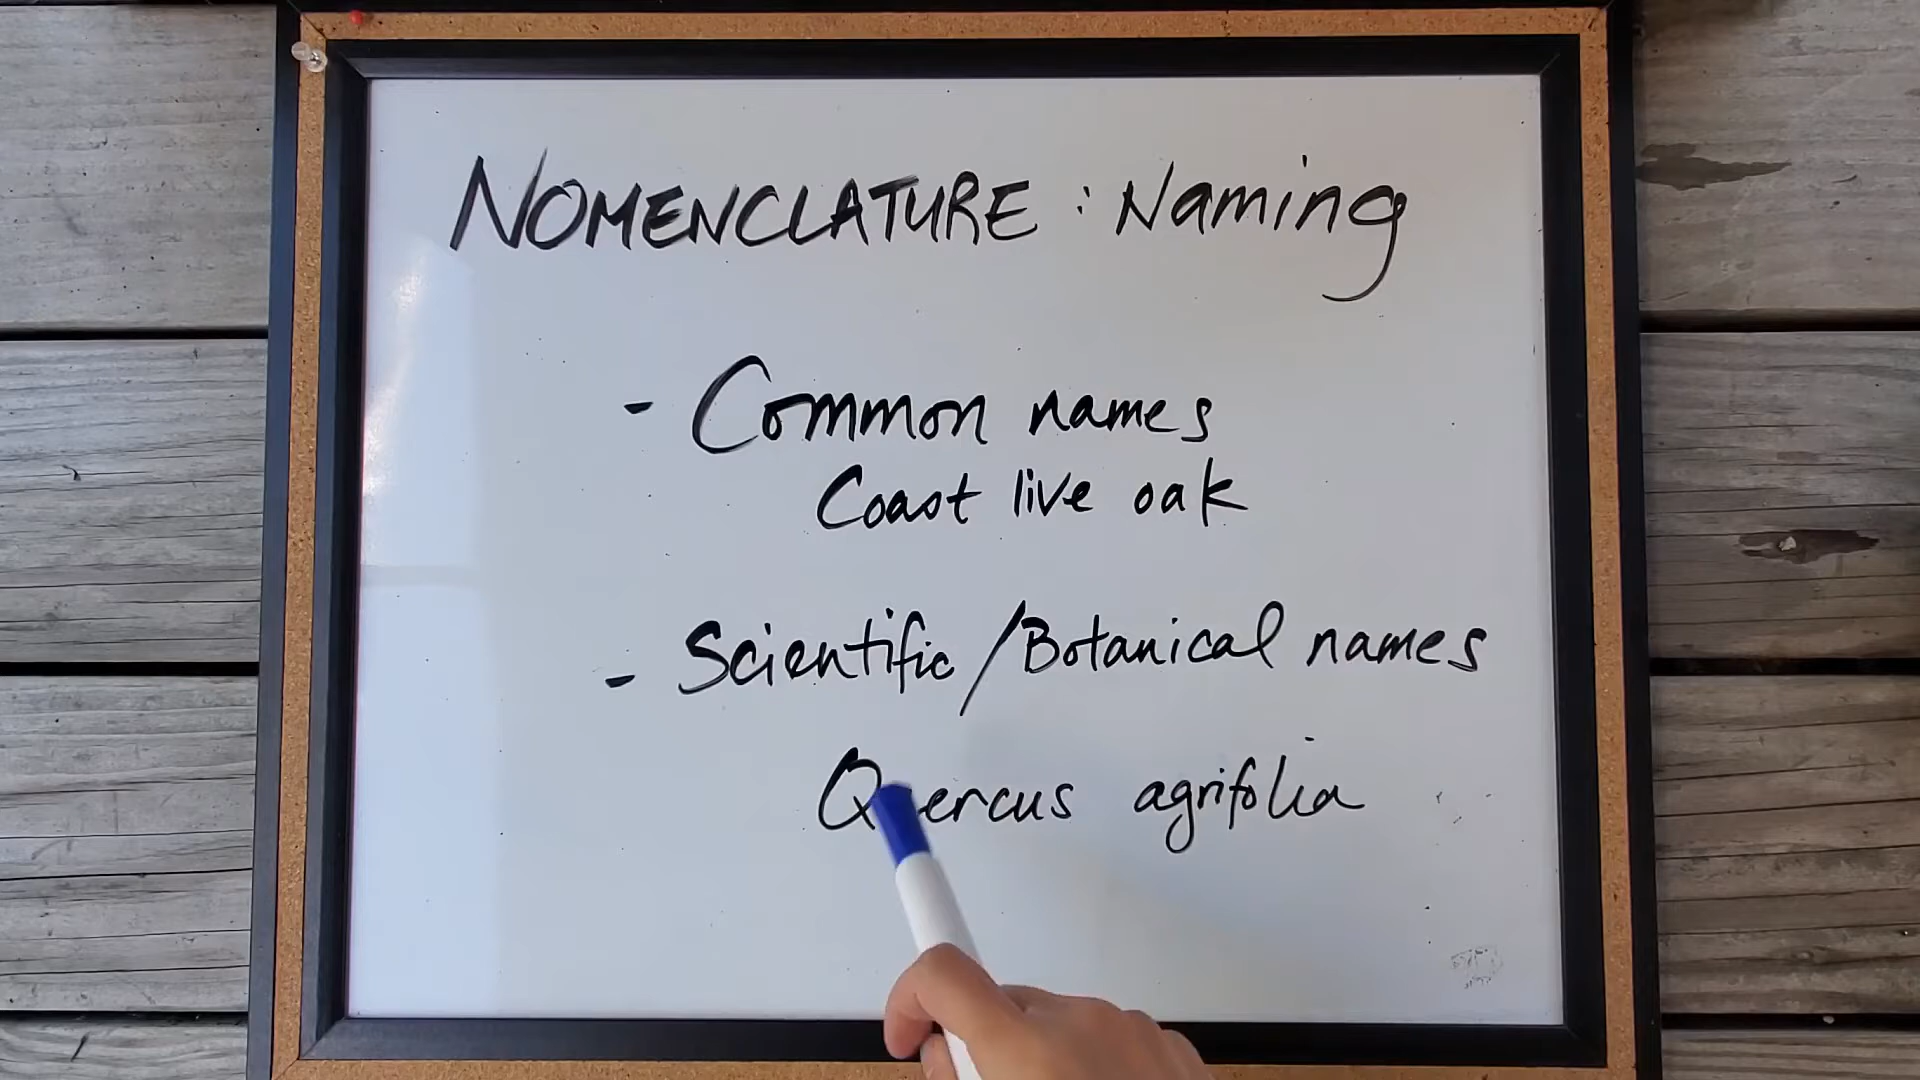 NOMENCLATURE : Naming
- Common names
Coast live oak
- Scientific/Botanical names
Quercus agrifolia